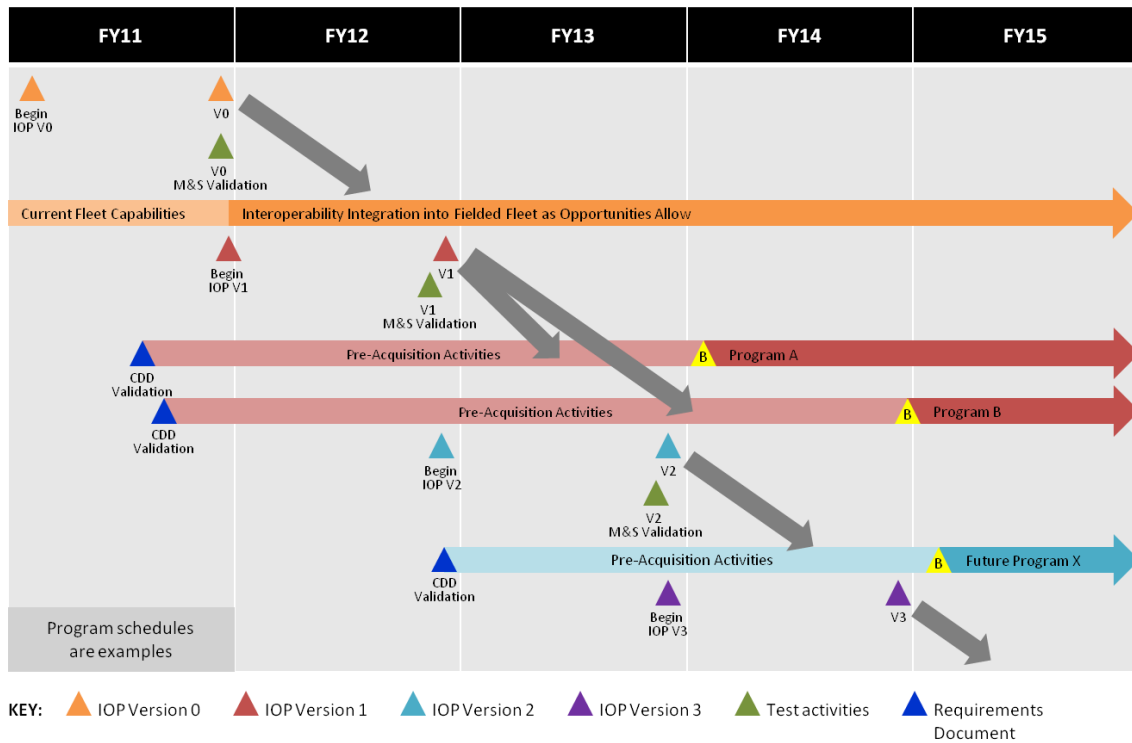 FY11 FY12 FY13 FY14 FY15
Begin
IOP V0
V0
V0
M&S Validation
Current Fleet Capabilities
Interoperability Integration into Fielded Fleet as Opportunities Allow
Begin
IOP V1
V1
V1
M&S Validation
Pre-Acquisition Activities
B
Program A
CDD
Validation
Pre-Acquisition Activities
B
Program B
CDD
Validation
Begin
IOP V2
V2
V2
M&S Validation
Pre-Acquisition Activities
B
Future Program X
CDD
Validation
Begin
IOP V3
V3
Program schedules
are examples
KEY: IOP Version 0 IOP Version 1 IOP Version 2 IOP Version 3 Test activities Requirements
Document